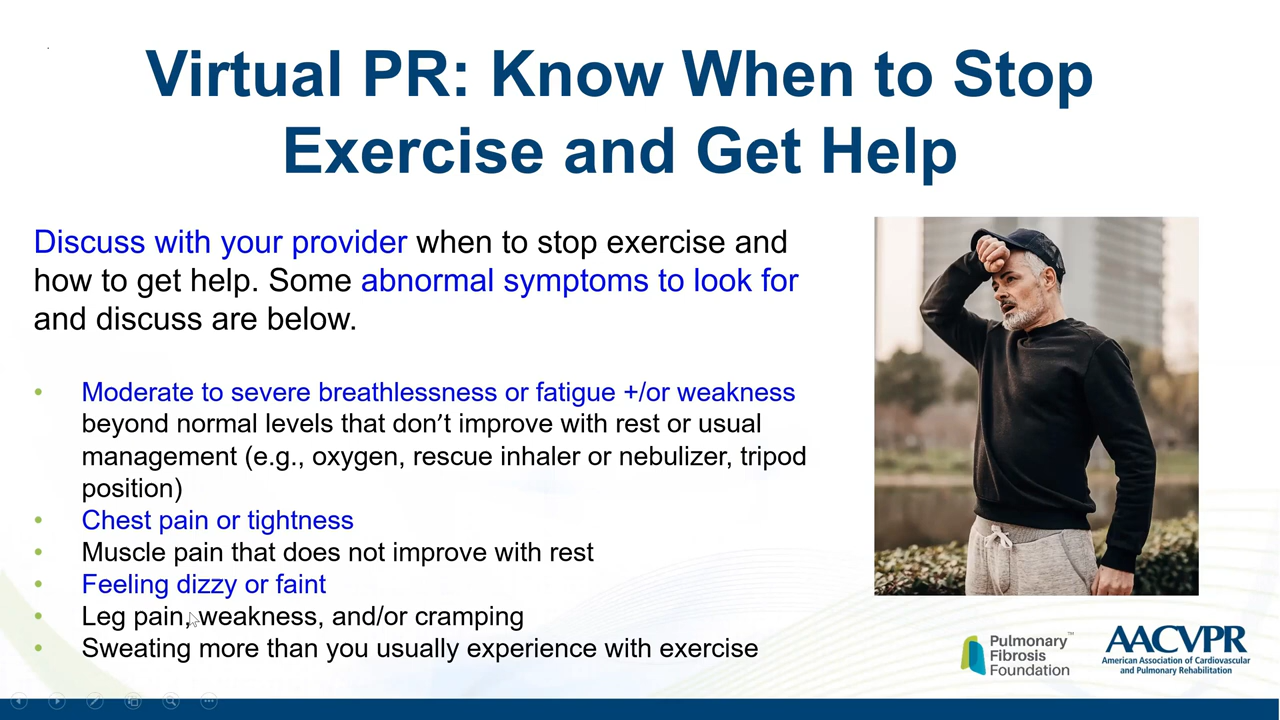 Virtual PR: Know When to Stop
Exercise and Get Help
Discuss with your provider when to stop exercise and
how to get help. Some abnormal symptoms to look for
and discuss are below.
• Moderate to severe breathlessness or fatigue +/or weakness
beyond normal levels that don’t improve with rest or usual
management (e.g., oxygen, rescue inhaler or nebulizer, tripod
position)
• Chest pain or tightness
• Muscle pain that does not improve with rest
• Feeling dizzy or faint
• Leg pain, weakness, and/or cramping
• Sweating more than you usually experience with exercise
Pulmonary
Fibrosis
Foundation™
AACVPR
American Association of Cardiovascular
and Pulmonary Rehabilitation